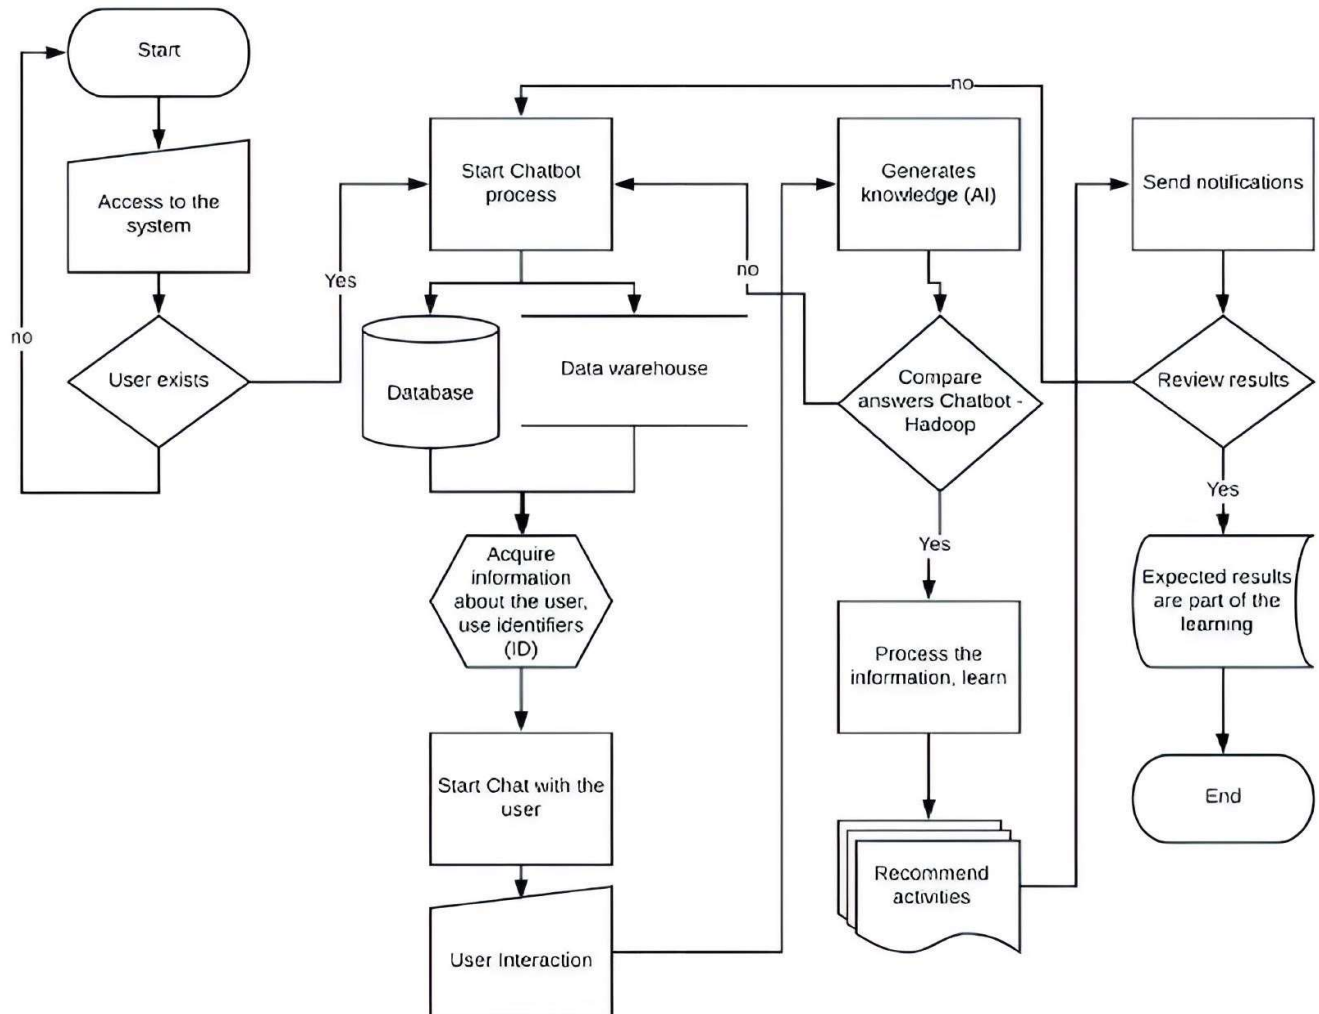 Start
Access to the
system
User exists
no
Yes
Start Chatbot
process
Database
Data warehouse
Acquire
information
about the user,
use identifiers
(ID)
Start Chat with the
user
User Interaction
no
no
Generates
knowledge (AI)
Compare
answers Chatbot -
Hadoop
Yes
Process the
information, learn
Recommend
activities
Send notifications
Review results
Yes
Expected results
are part of the
learning
End